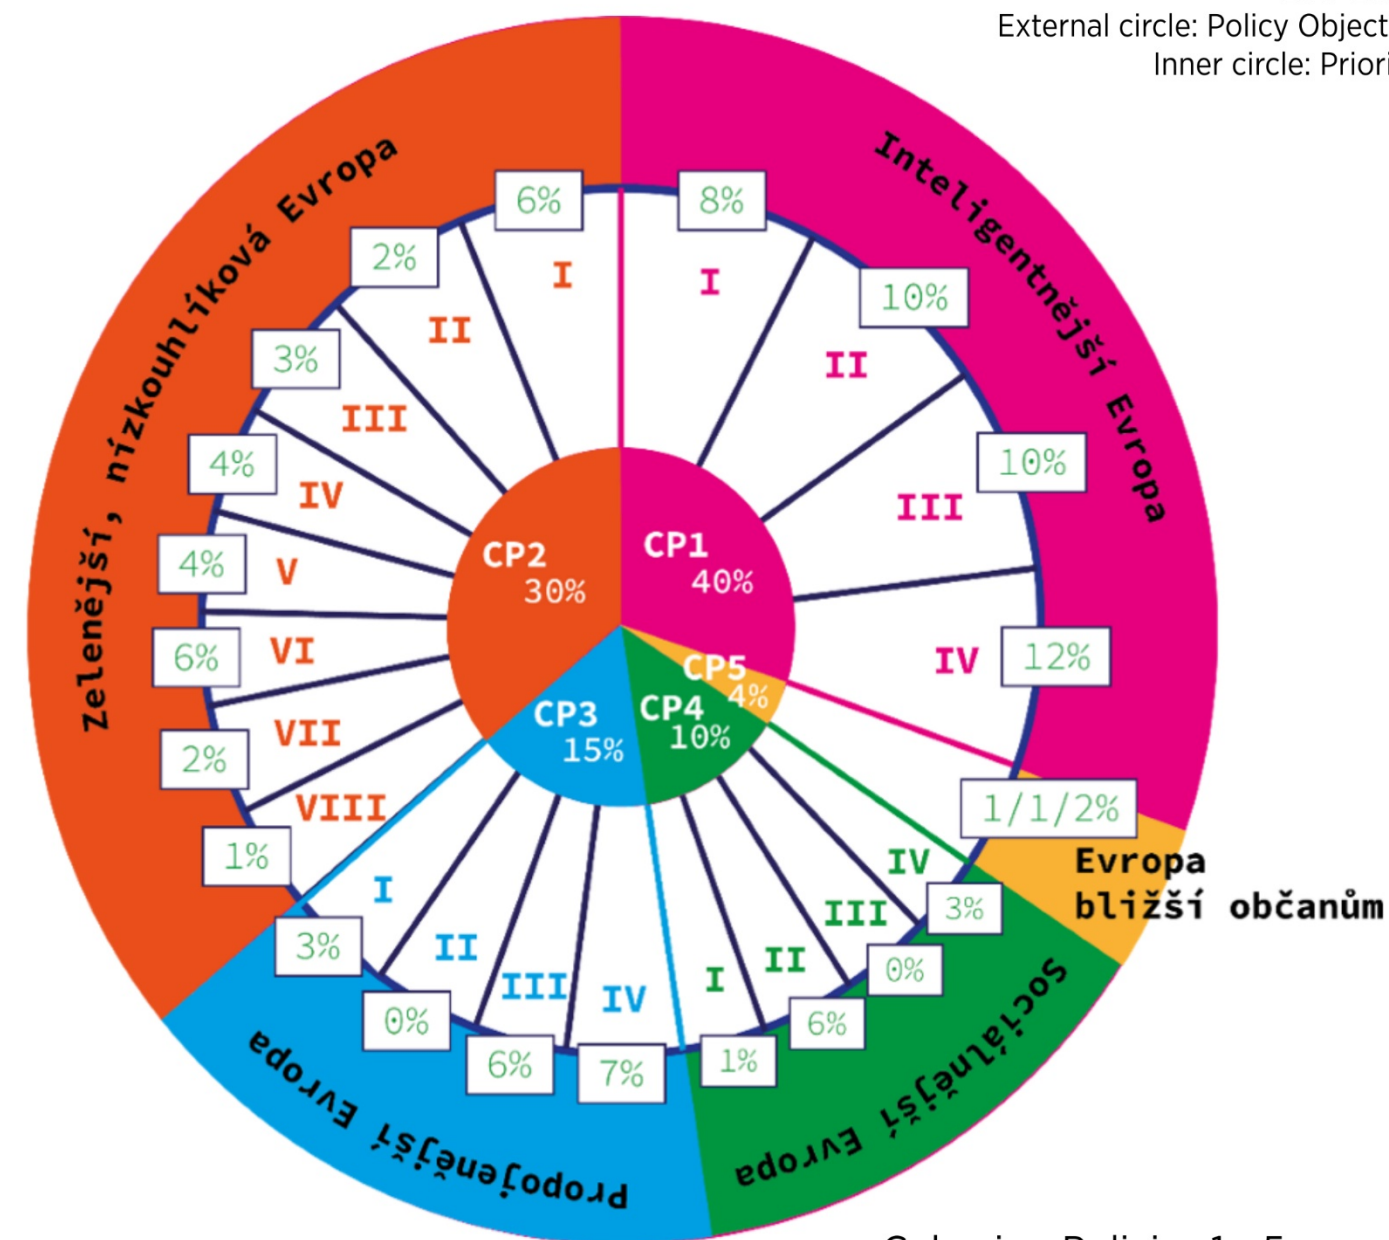 External circle: Policy Object
Inner circle: Priori
Inteligentnější Evropa
Zelenější, nízkouhlíková Evropa
6%
8%
I
I
2%
10%
II
II
3%
III
10%
4%
IV
III
CP2
30%
CP1
40%
4%
V
6%
VI
IV
12%
CP5
4%
CP3
15%
CP4
10%
2%
VII
VIII
1/1/2%
1%
Evropa
bližší občanům
I
IV
3%
3%
II
III
III
II
0%
IV
I
0%
6%
6%
7%
1%
Propojenější Evropa
Sociálnější Evropa